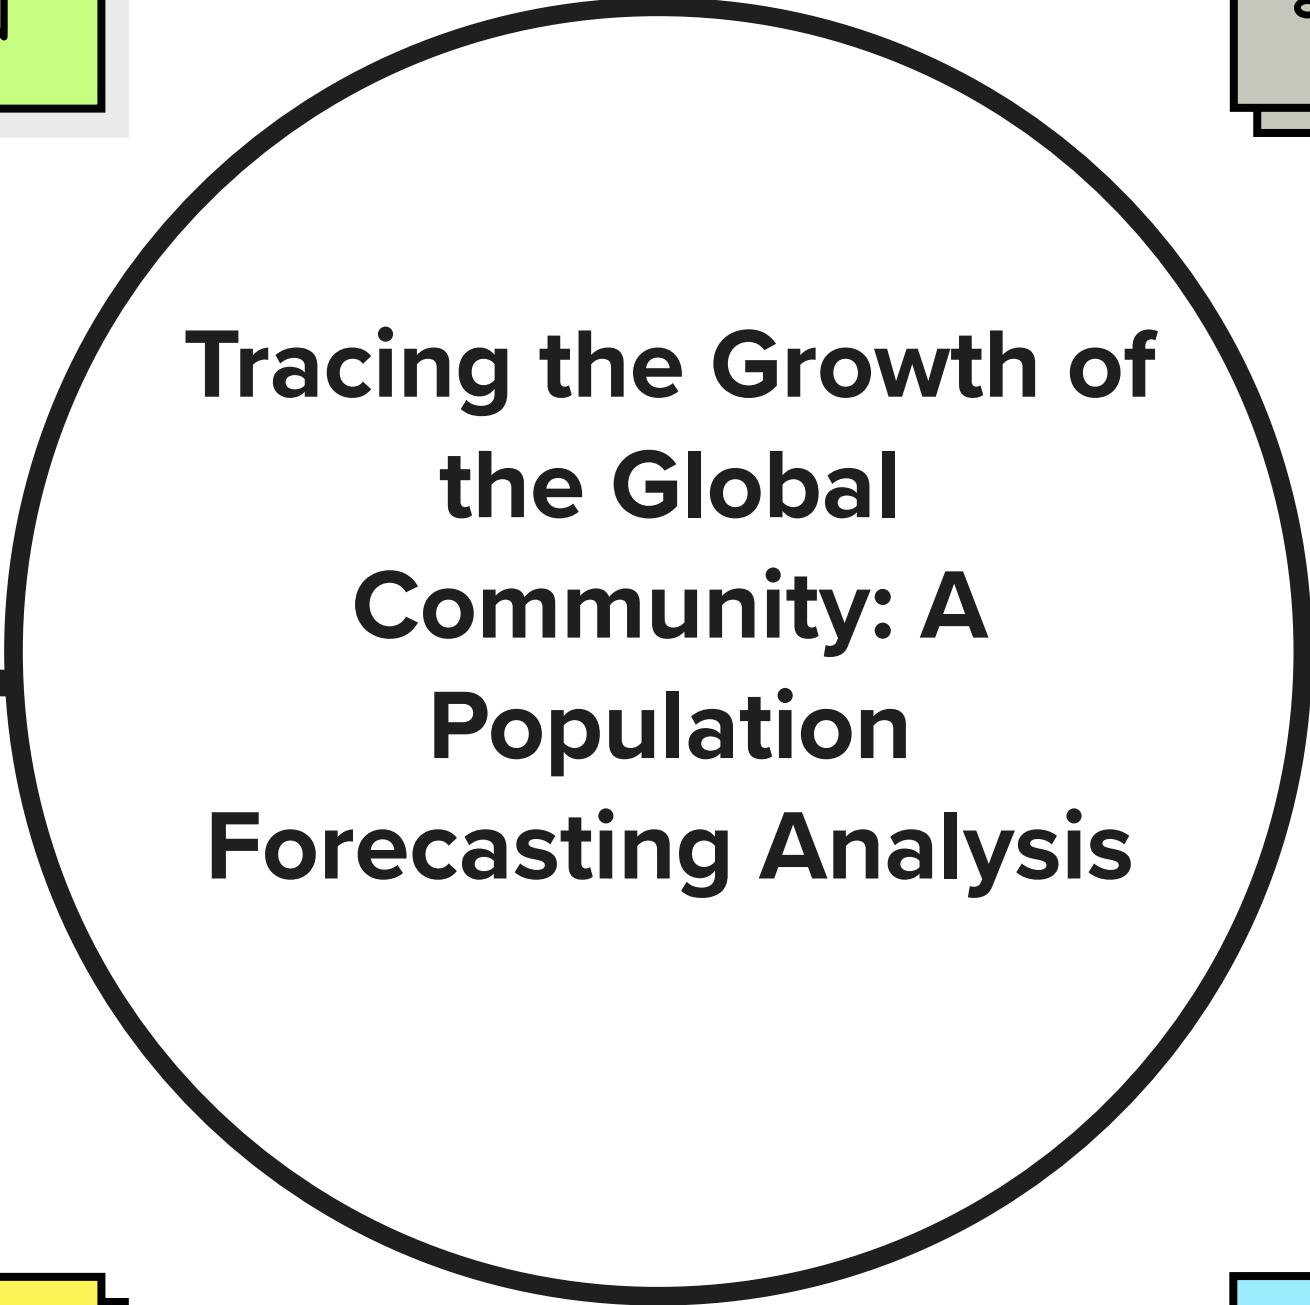 Tracing the Growth of
the Global
Community: A
Population
Forecasting Analysis